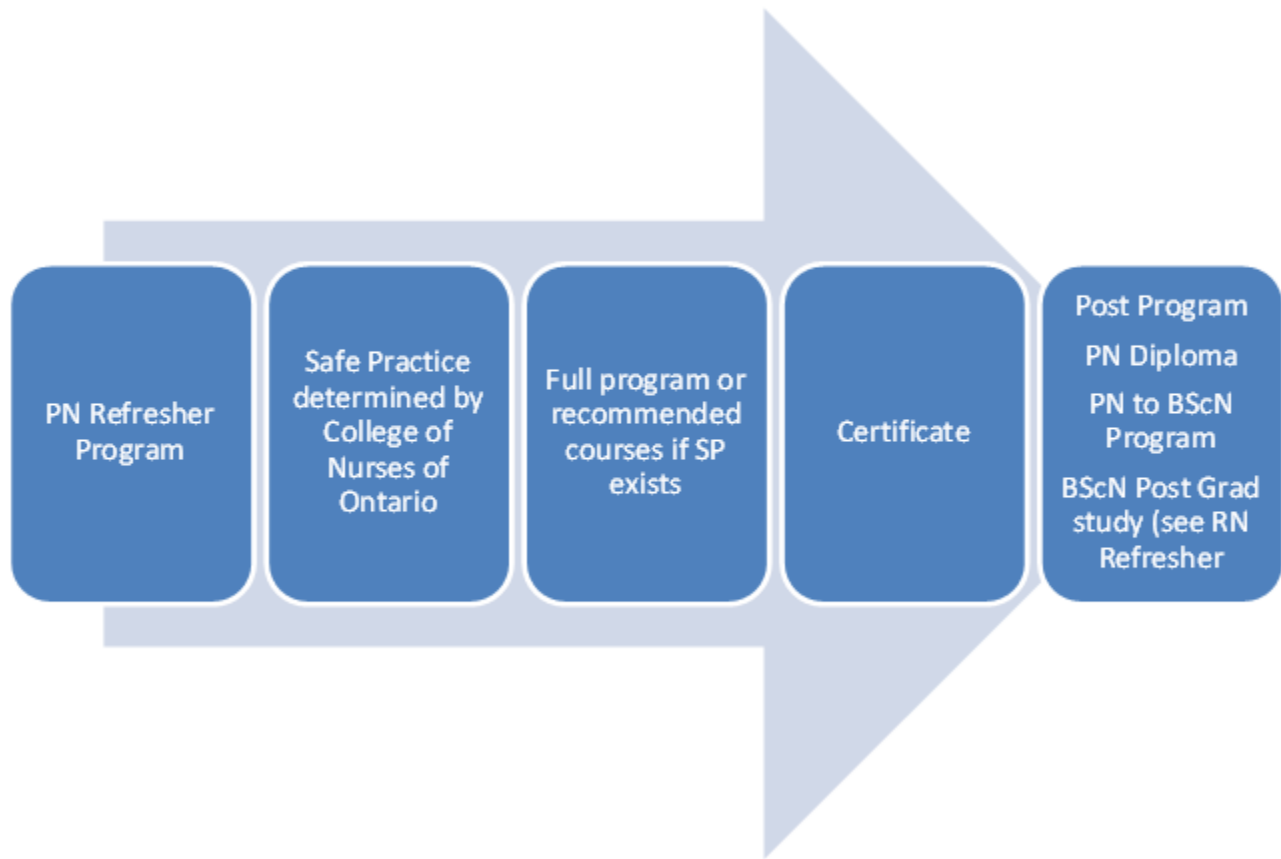 PN Refresher
Program
Safe Practice
determined by
College of
Nurses of
Ontario
Full program or
recommended
courses if SP
exists
Certificate
Post Program
PN Diploma
PN to BScN
Program
BScN Post Grad
study (see RN
Refresher